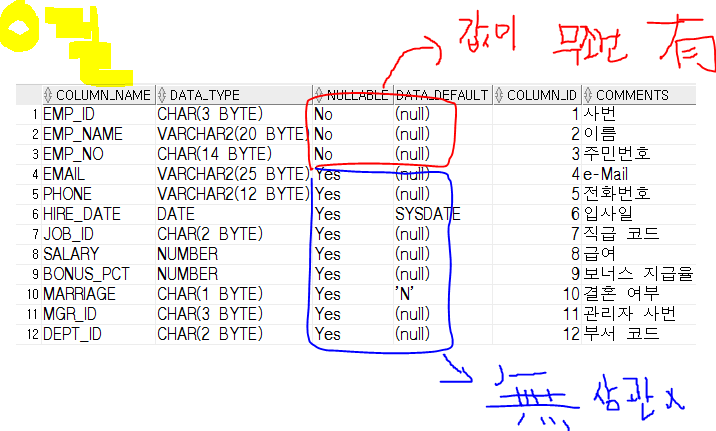 값이 무조건 有
COLUMN_NAME DATA_TYPE NULLABLE DATA_DEFAULT COLUMN_ID COMMENTS
1 EMP_ID CHAR(3 BYTE) No (null) 1 사번
2 EMP_NAME VARCHAR2(20 BYTE) No (null) 2 이름
3 EMP_NO CHAR(14 BYTE) No (null) 3 주민번호
4 EMAIL VARCHAR2(25 BYTE) Yes (null) 4 e-Mail
5 PHONE VARCHAR2(12 BYTE) Yes (null) 5 전화번호
6 HIRE_DATE DATE Yes SYSDATE 6 입사일
7 JOB_ID CHAR(2 BYTE) Yes (null) 7 직급 코드
8 SALARY NUMBER Yes (null) 8 급여
9 BONUS_PCT NUMBER Yes (null) 9 보너스 지급율
10 MARRIAGE CHAR(1 BYTE) Yes 'N' 10 결혼 여부
11 MGR_ID CHAR(3 BYTE) Yes (null) 11 관리자 사번
12 DEPT_ID CHAR(2 BYTE) Yes (null) 12 부서 코드
無 상관 x